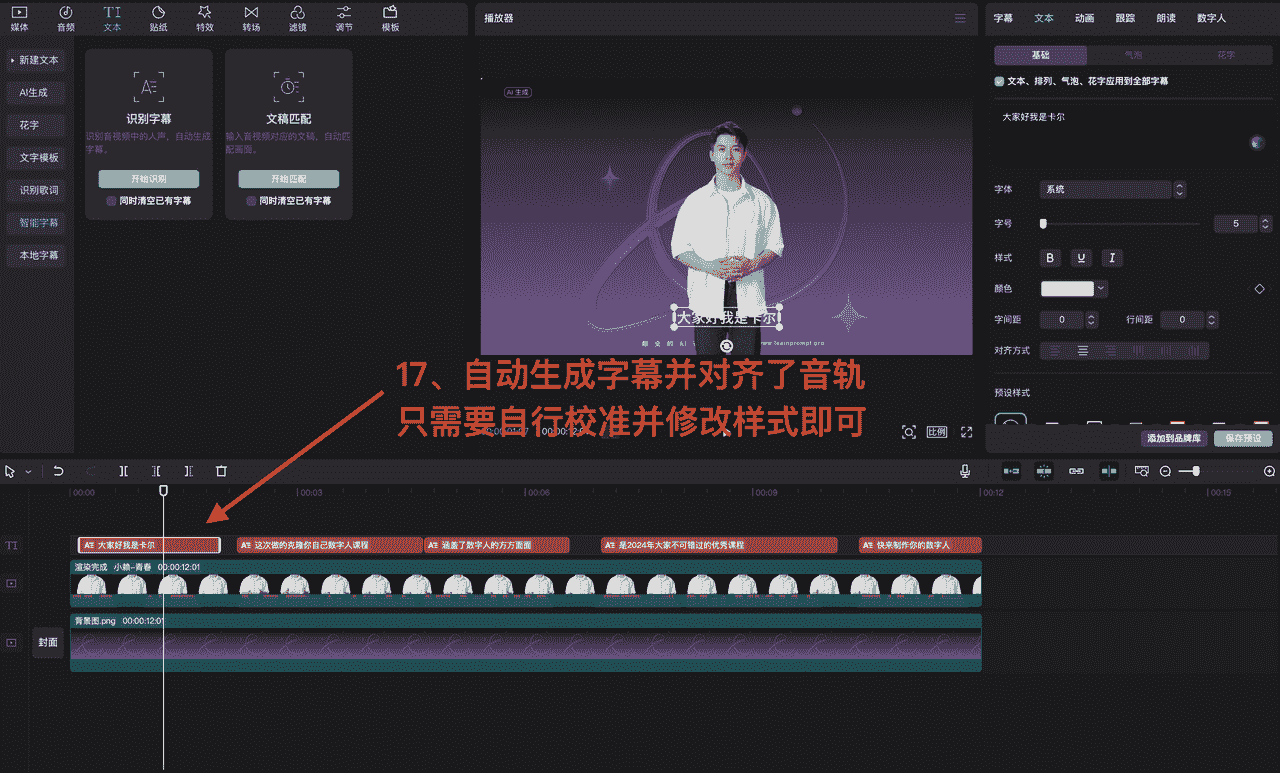 媒体 音频 文本 贴纸 特效 转场 滤镜 调节 模板
新建文本
AI生成
花字
文字模板
识别歌词
智能字幕
本地字幕
识别字幕
识别音视频中的人声，自动生成
字幕。
开始识别
同时清空已有字幕
文稿匹配
输入音视频对应的文稿，自动匹
配画面。
开始匹配
同时清空已有字幕
播放器
AI 生成
大家好我是卡尔
www.learnprompt.pro
比例
字幕 文本 动画 跟踪 朗读 数字人
基础 气泡 花字
文本、排列、气泡、花字应用到全部字幕
大家好我是卡尔
字体 系统
字号 5
样式 B U I
颜色
字间距 0 行间距 0
对齐方式
预设样式
添加到品牌库 保存预设
17、自动生成字幕并对齐了音轨
只需要自行校准并修改样式即可
00:00 00:03 00:06 00:09 00:12 00:15
TI
大家好我是卡尔 这次做的克隆你自己数字人课程 涵盖了数字人的方方面面 是2024年大家不可错过的优秀课程 快来制作你的数字人
渲染完成 小赖-青春 00:00:12:01
封面
背景图.png 00:00:12:01